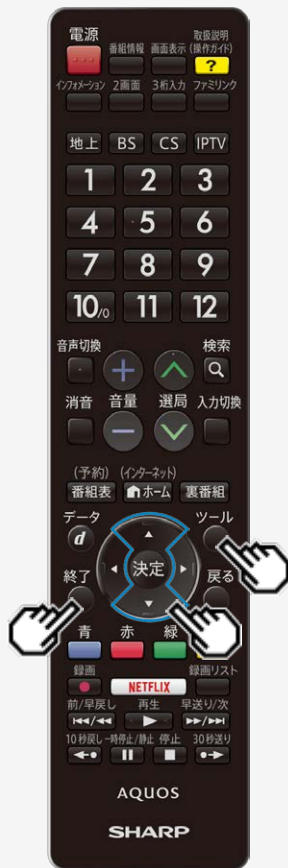 電源
番組情報 画面表示 取扱説明(操作ガイド)
?
インフォメーション 2画面 3桁入力 ファミリンク
地上 BS CS IPTV
1 2 3
4 5 6
7 8 9
10/0 11 12
音声切換 検索
+
消音 音量 選局 入力切換
−
(予約) (インターネット)
番組表 ホーム 裏番組
データ ツール
d
決定
終了 戻る
青 赤 緑
録画 NETFLIX 録画リスト
前/早戻し 再生 早送り/次
10秒戻し 一時停止/静止 停止 30秒送り
AQUOS
SHARP